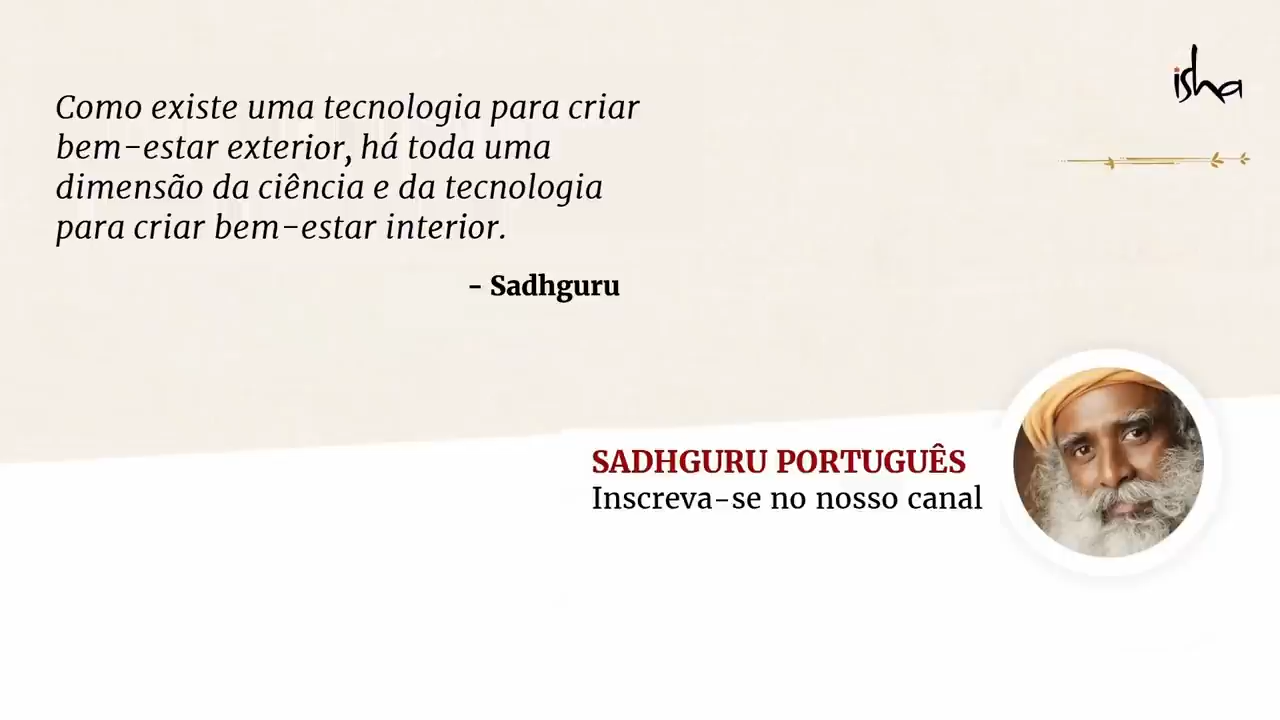 isha
Como existe uma tecnologia para criar
bem-estar exterior, há toda uma
dimensão da ciência e da tecnologia
para criar bem-estar interior.
- Sadhguru
SADHGURU PORTUGUÊS
Inscreva-se no nosso canal